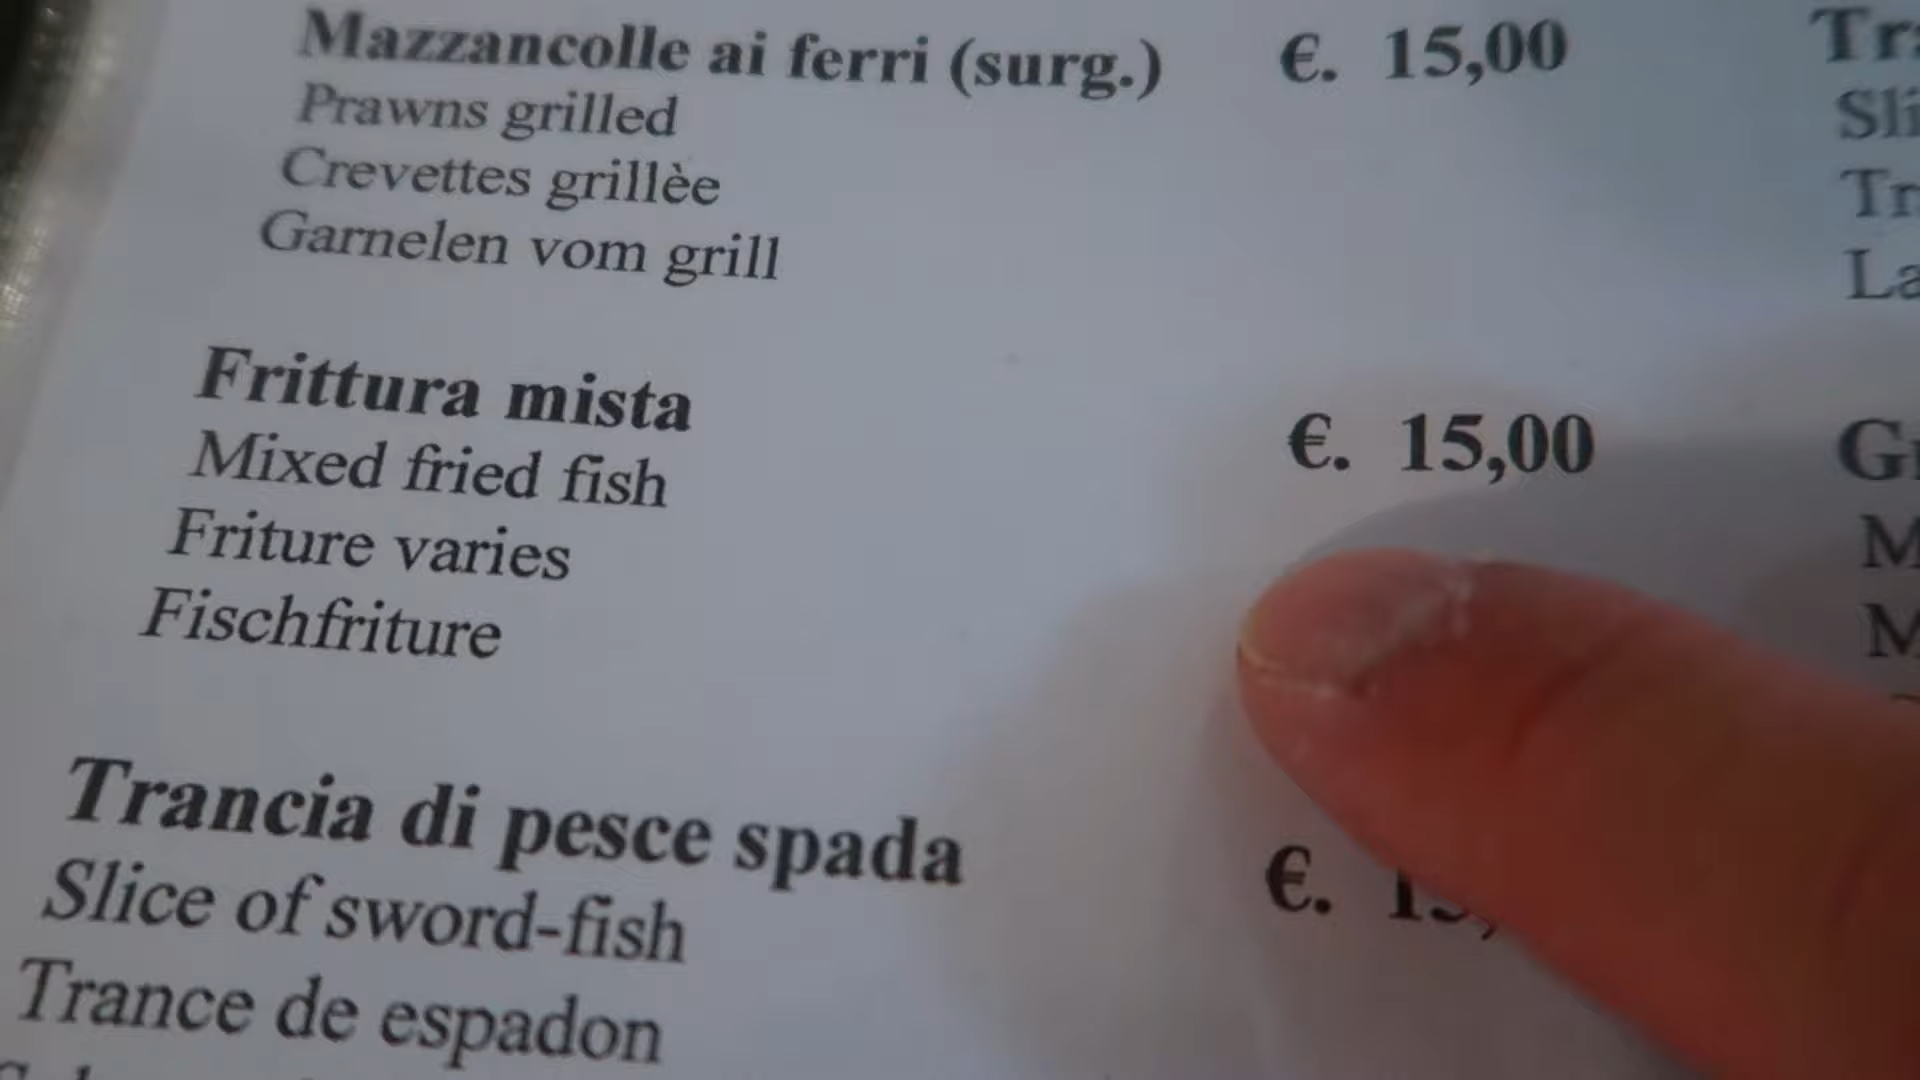 Mazzancolle ai ferri (surg.) €. 15,00
Prawns grilled
Crevettes grillèe
Garnelen vom grill
Frittura mista €. 15,00
Mixed fried fish
Friture varies
Fischfriture
Trancia di pesce spada €.
Slice of sword-fish
Trance de espadon